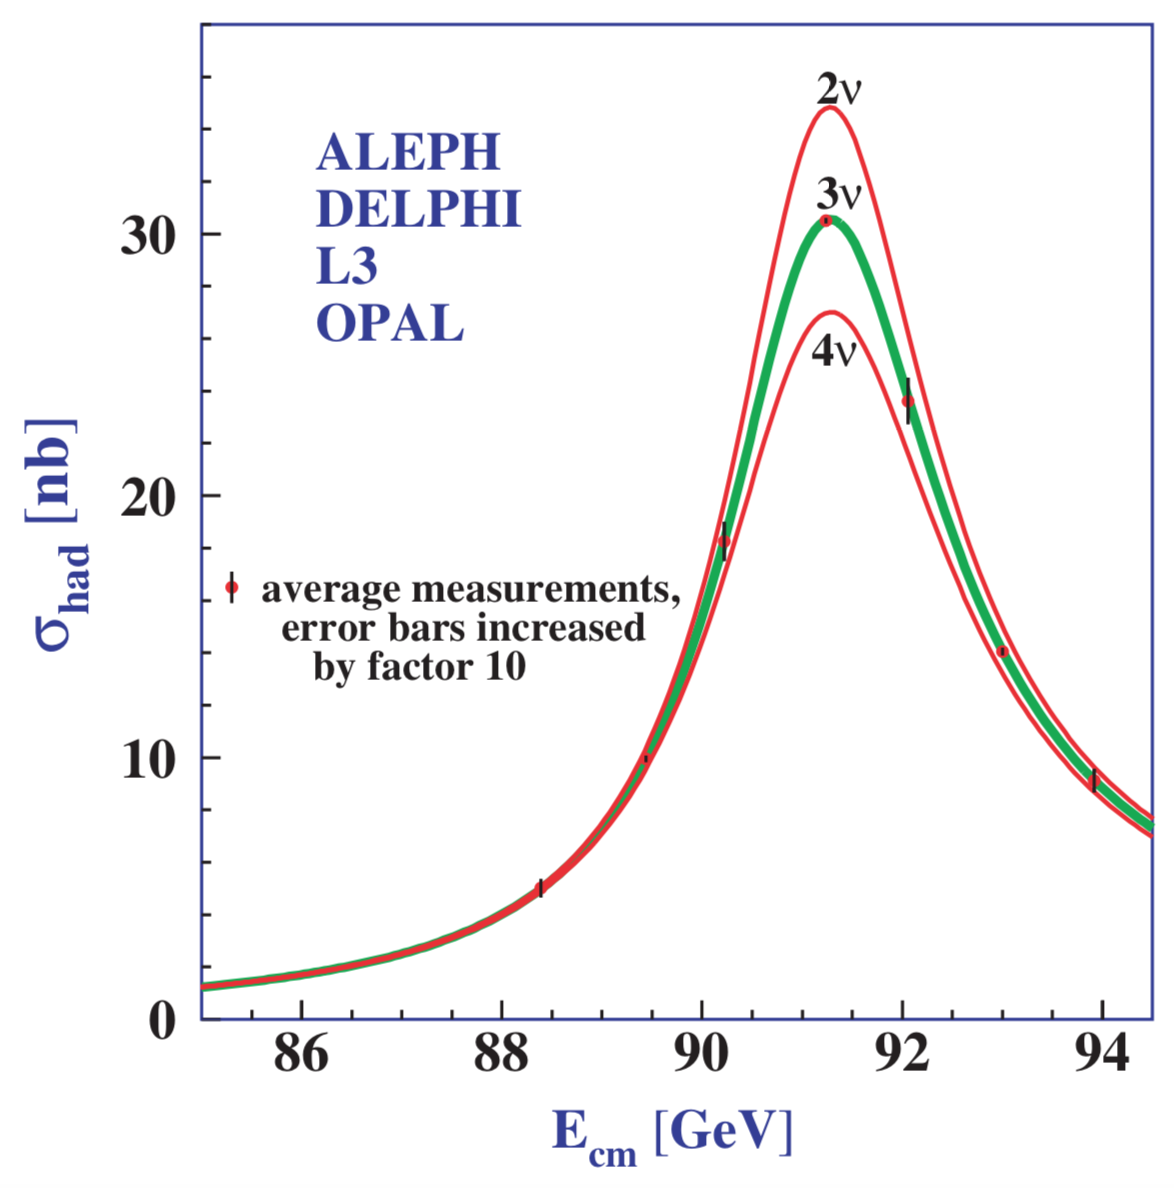 2ν
ALEPH
DELPHI
L3
OPAL
3ν
4ν
30
20
10
0
σhad [nb]
average measurements,
error bars increased
by factor 10
86 88 90 92 94
Ecm [GeV]